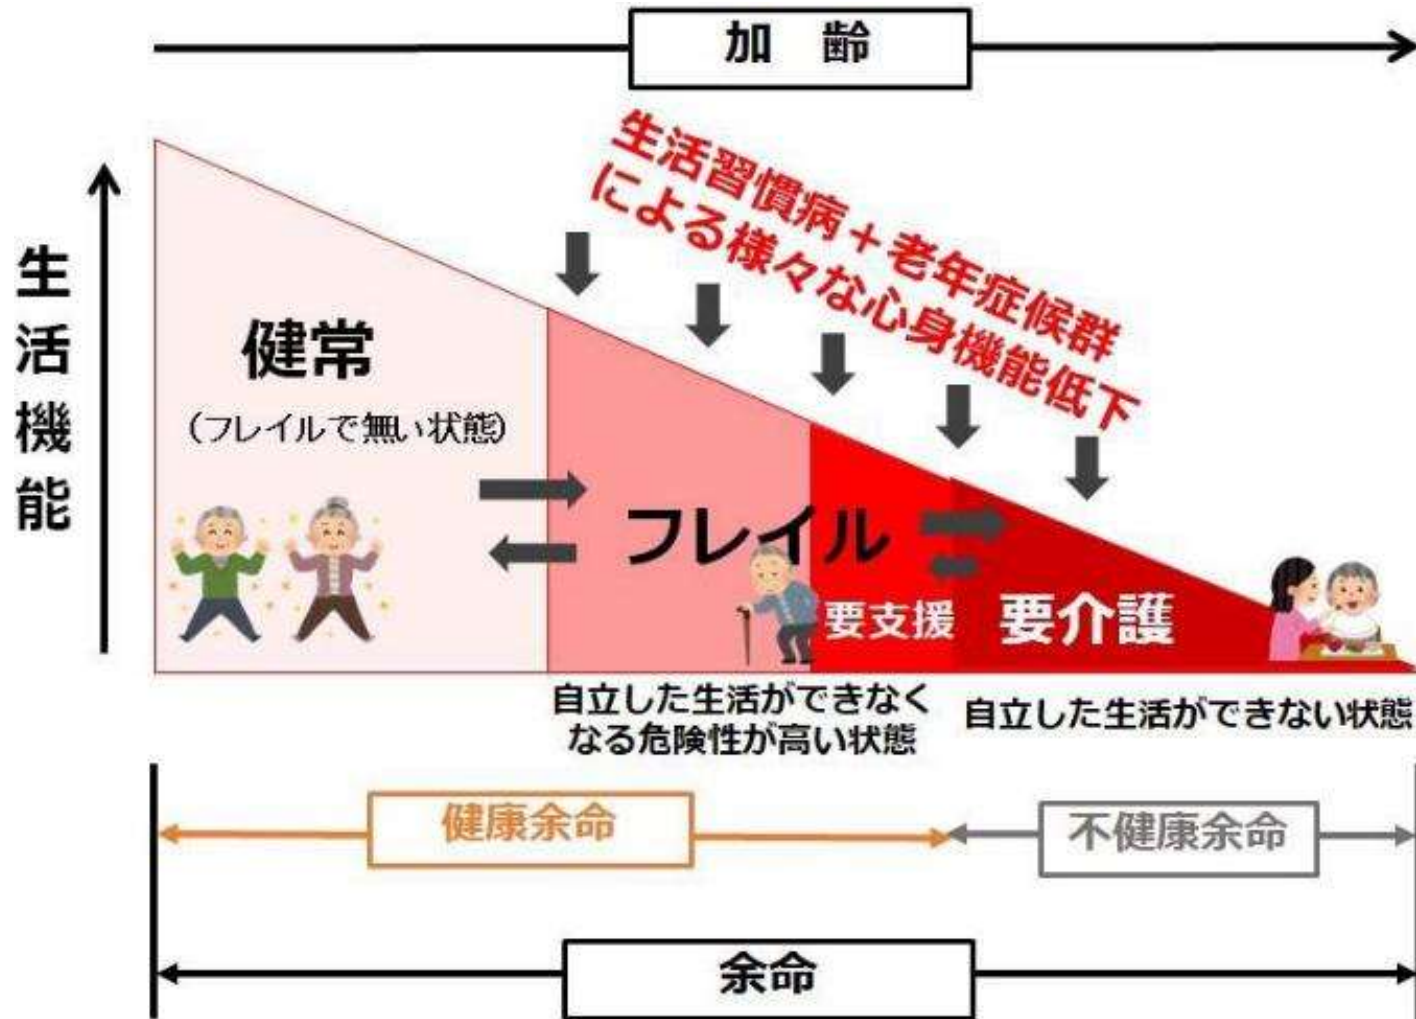 加 齢
生活習慣病＋老年症候群
による様々な心身機能低下
生活機能
健常
（フレイルで無い状態）
フレイル
要支援
要介護
自立した生活ができなく
なる危険性が高い状態
自立した生活ができない状態
健康余命
不健康余命
余命